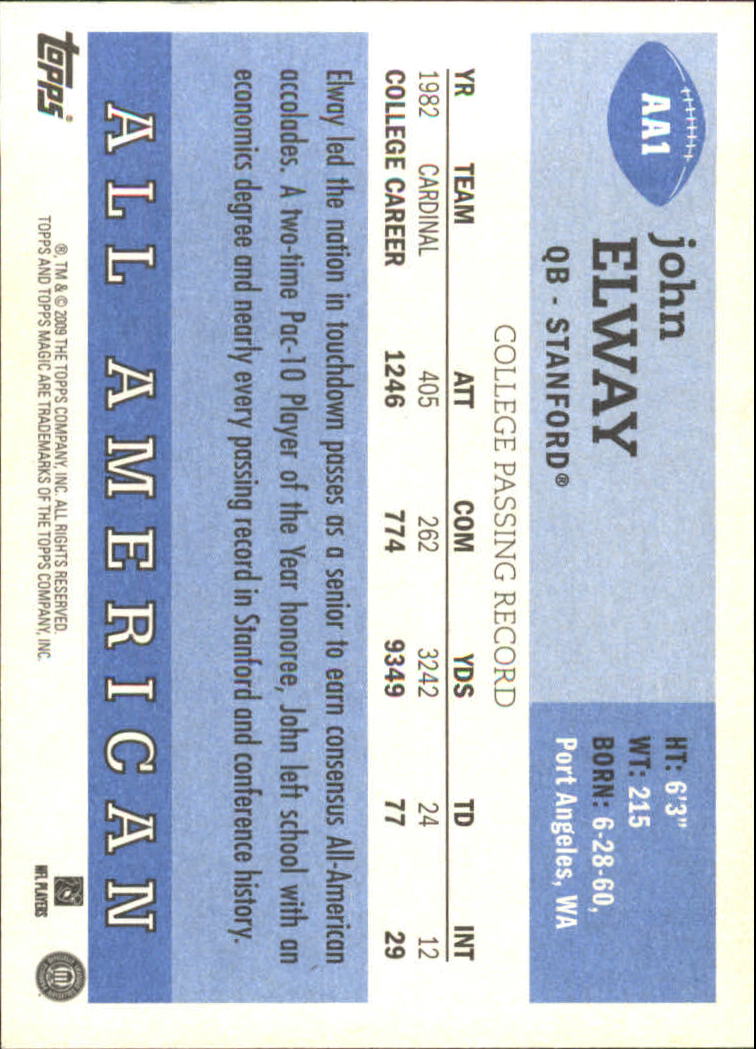 AA1
john
ELWAY
QB - STANFORD®
HT: 6'3"
WT: 215
BORN: 6-28-60,
Port Angeles, WA
COLLEGE PASSING RECORD
YR TEAM ATT COM YDS TD INT
1982 CARDINAL 405 262 3242 24 12
COLLEGE CAREER 1246 774 9349 77 29
Elway led the nation in touchdown passes as a senior to earn consensus All-American
accolades. A two-time Pac-10 Player of the Year honoree, John left school with an
economics degree and nearly every passing record in Stanford and conference history.
ALL AMERICAN
topps®
®, TM & © 2009 THE TOPPS COMPANY, INC. ALL RIGHTS RESERVED.
TOPPS AND TOPPS MAGIC ARE TRADEMARKS OF THE TOPPS COMPANY, INC.
NFL PLAYERS